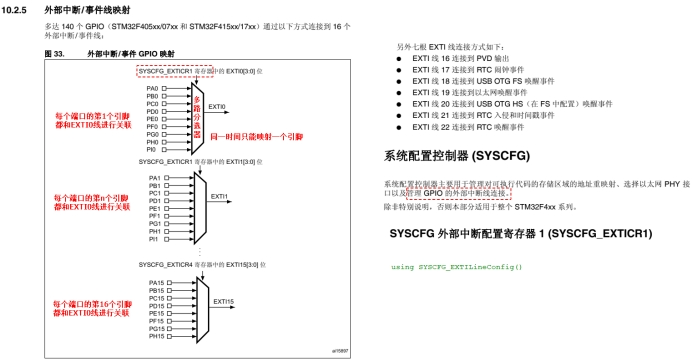 10.2.5 外部中断/事件线映射
多达 140 个 GPIO（STM32F405xx/07xx 和 STM32F415xx/17xx）通过以下方式连接到 16 个
外部中断/事件线：
图 33. 外部中断/事件 GPIO 映射
SYSCFG_EXTICR1 寄存器中的 EXTI0[3:0] 位
PA0
PB0
PC0
PD0
PE0
PF0
PG0
PH0
PI0
多路分选器
EXTI0
每个端口的第1个引脚
都和EXTI0线进行关联
同一时间只能映射一个引脚
SYSCFG_EXTICR1 寄存器中的 EXTI1[3:0] 位
PA1
PB1
PC1
PD1
PE1
PF1
PG1
PH1
PI1
EXTI1
每个端口的第n个引脚
都和EXTI0线进行关联
SYSCFG_EXTICR4 寄存器中的 EXTI15[3:0] 位
PA15
PB15
PC15
PD15
PE15
PF15
PG15
PH15
EXTI15
每个端口的第16个引脚
都和EXTI0线进行关联
ai15897
另外七根 EXTI 线连接方式如下：
● EXTI 线 16 连接到 PVD 输出
● EXTI 线 17 连接到 RTC 闹钟事件
● EXTI 线 18 连接到 USB OTG FS 唤醒事件
● EXTI 线 19 连接到以太网唤醒事件
● EXTI 线 20 连接到 USB OTG HS（在 FS 中配置）唤醒事件
● EXTI 线 21 连接到 RTC 入侵和时间戳事件
● EXTI 线 22 连接到 RTC 唤醒事件
系统配置控制器 (SYSCFG)
系统配置控制器主要用于管理对可执行代码的存储区域的地址重映射、选择以太网 PHY 接
口以及管理 GPIO 的外部中断线连接。
除非特别说明，否则本部分适用于整个 STM32F4xx 系列。
SYSCFG 外部中断配置寄存器 1 (SYSCFG_EXTICR1)
using SYSCFG_EXTILineConfig()